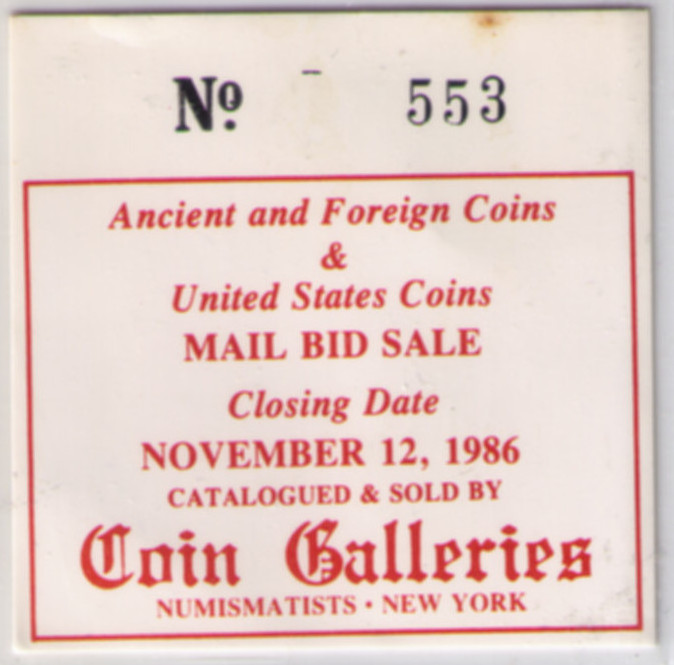 Nº 553
Ancient and Foreign Coins
&
United States Coins
MAIL BID SALE
Closing Date
NOVEMBER 12, 1986
CATALOGUED & SOLD BY
Coin Galleries
NUMISMATISTS • NEW YORK